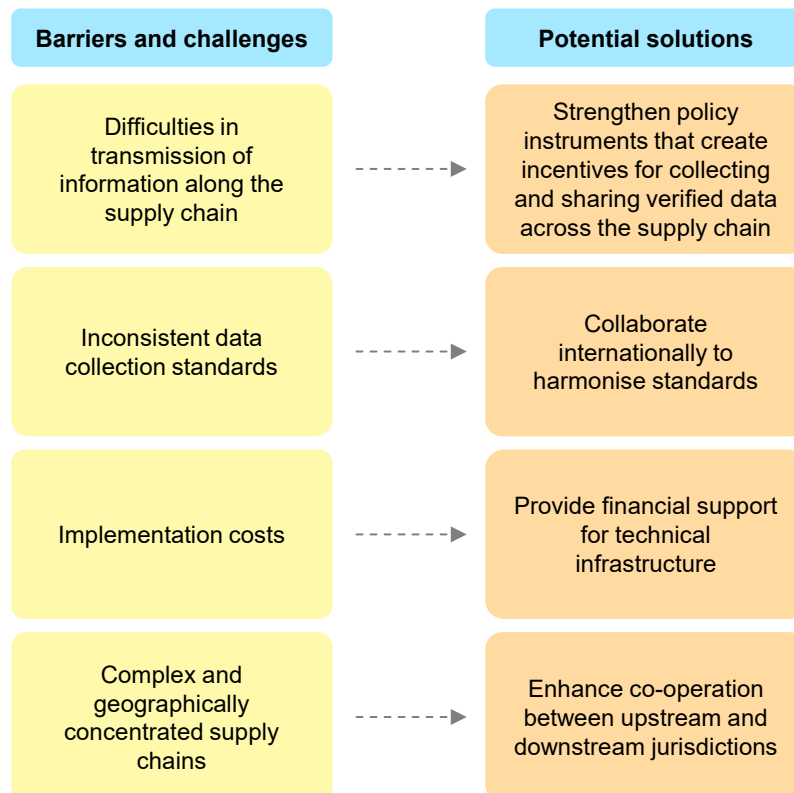 Barriers and challenges
Potential solutions
Difficulties in
transmission of
information along the
supply chain
Strengthen policy
instruments that create
incentives for collecting
and sharing verified data
across the supply chain
Inconsistent data
collection standards
Collaborate
internationally to
harmonise standards
Implementation costs
Provide financial support
for technical
infrastructure
Complex and
geographically
concentrated supply
chains
Enhance co-operation
between upstream and
downstream jurisdictions